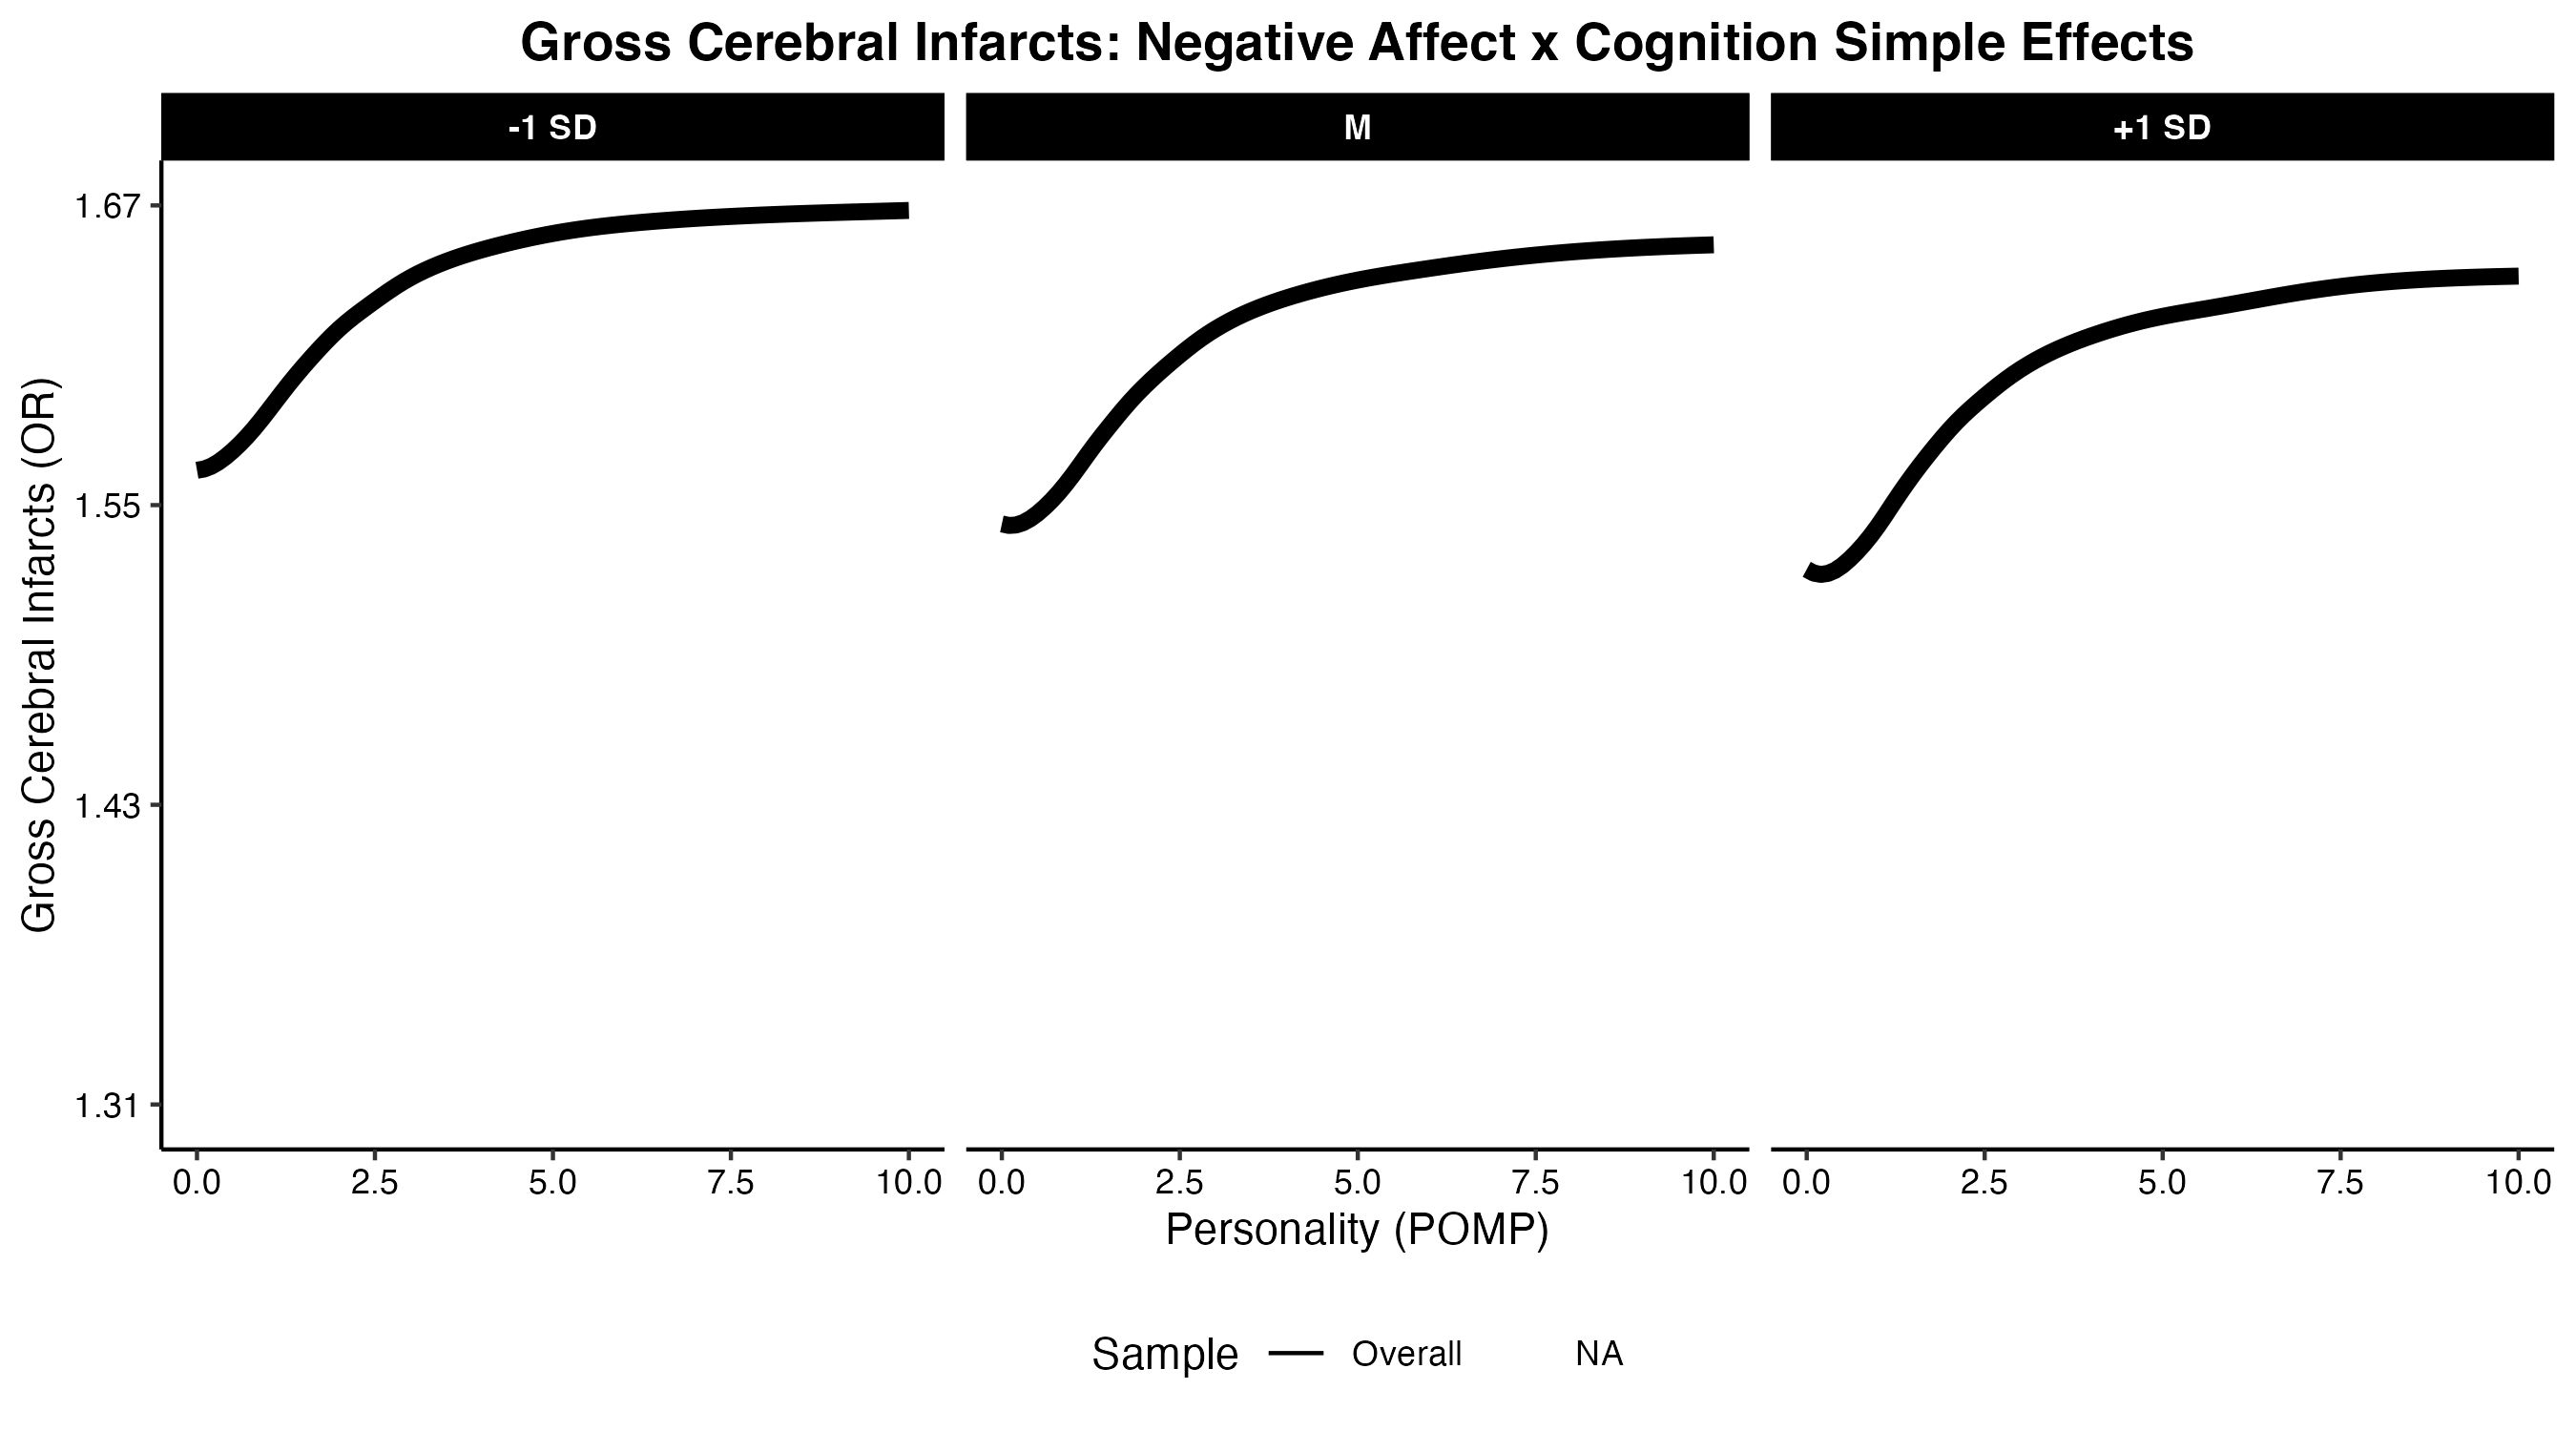 Gross Cerebral Infarcts: Negative Affect x Cognition Simple Effects
-1 SD
M
+1 SD
Gross Cerebral Infarcts (OR)
1.67
1.55
1.43
1.31
0.0 2.5 5.0 7.5 10.0
0.0 2.5 5.0 7.5 10.0
0.0 2.5 5.0 7.5 10.0
Personality (POMP)
Sample Overall NA